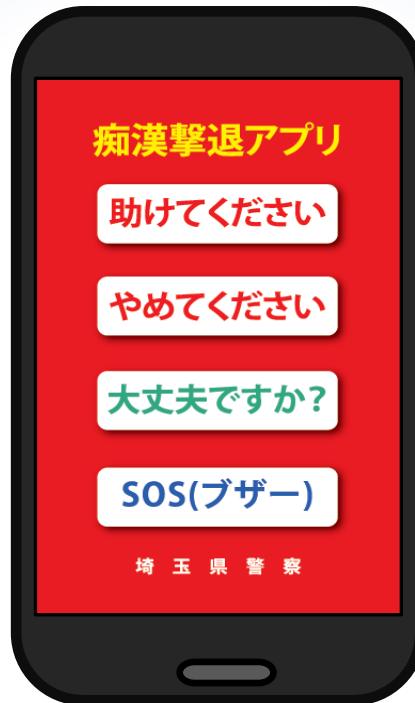 痴漢撃退アプリ
助けてください
やめてください
大丈夫ですか？
SOS(ブザー)
埼玉県警察